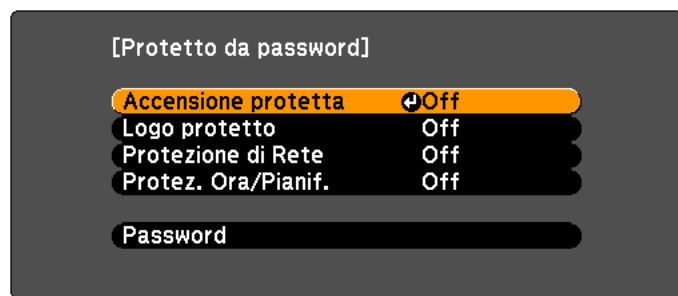 [Protetto da password]
Accensione protetta Off
Logo protetto Off
Protezione di Rete Off
Protez. Ora/Pianif. Off
Password